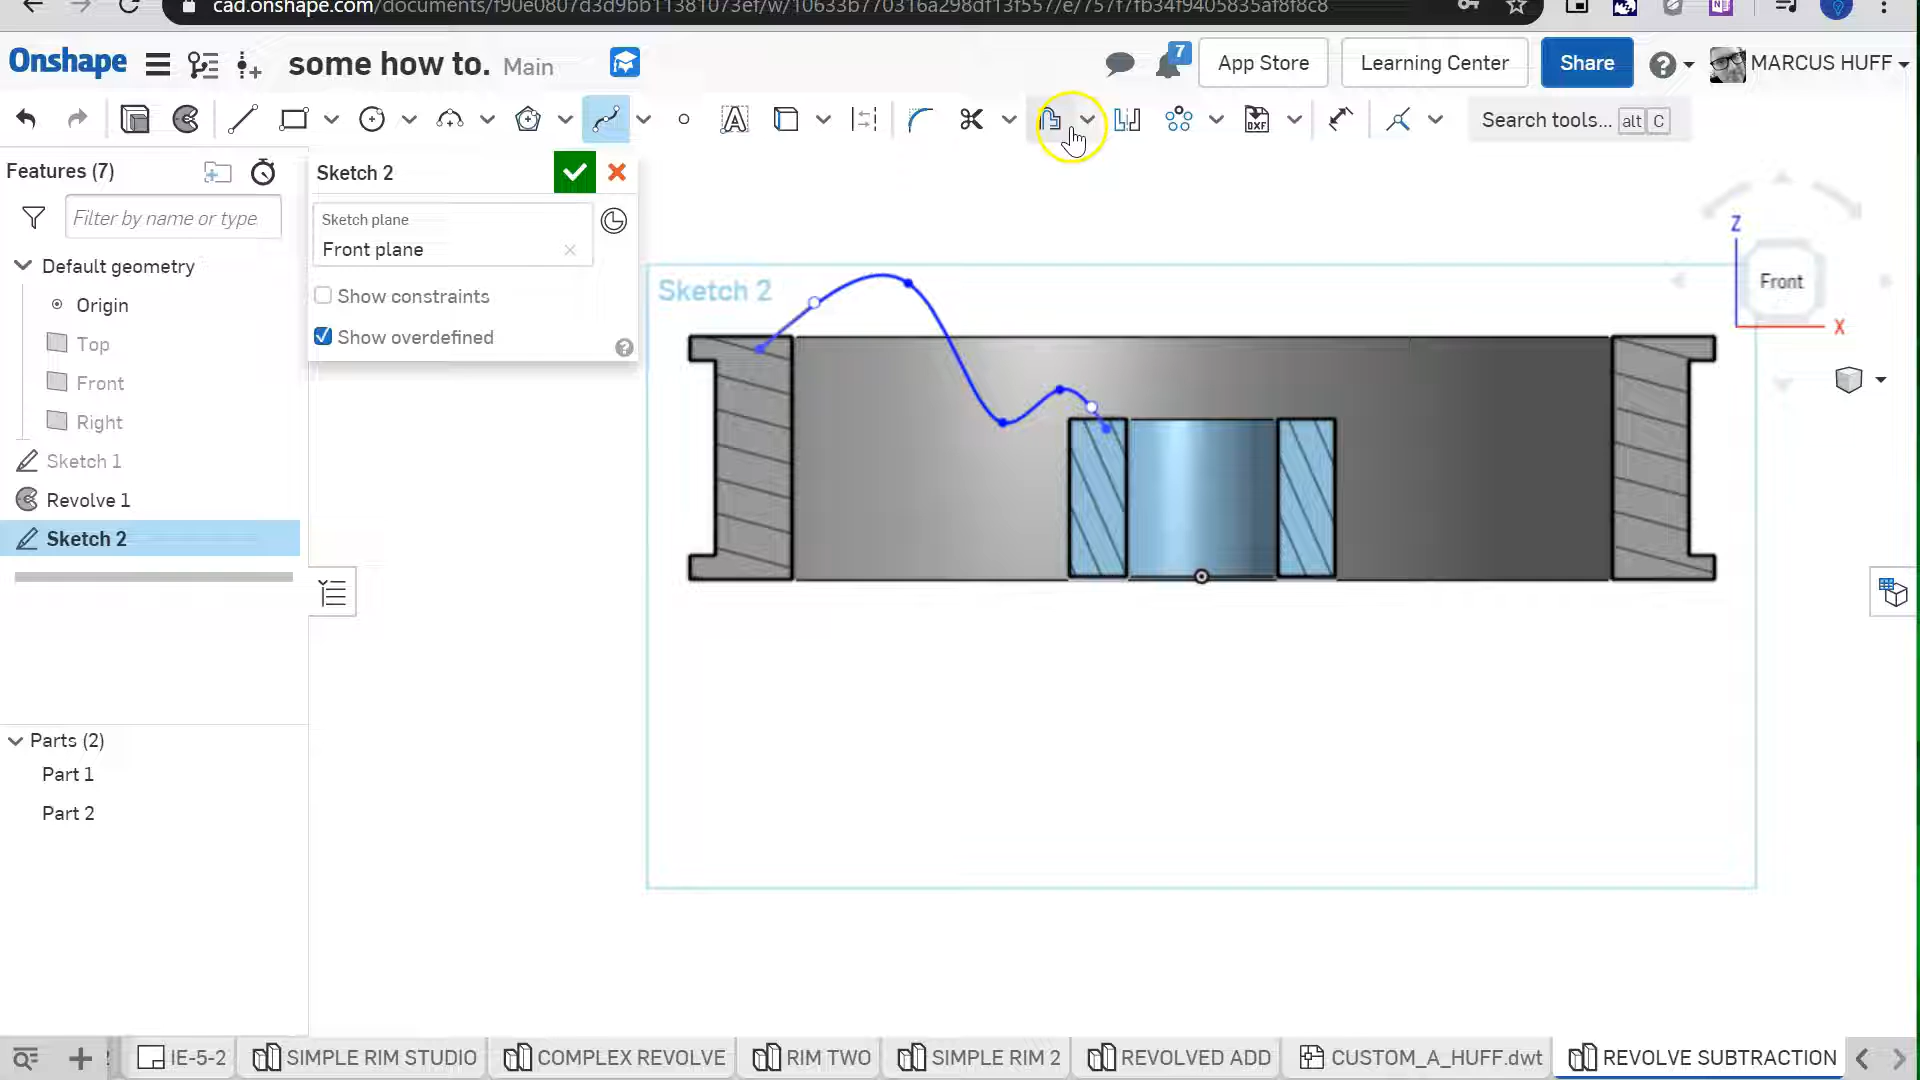 cad.onshape.com/documents/f90e0807d3d9bb11381073ef/w/10633b770316a298df13f557/e/757f7fb34f9405835af8f8c8
Onshape some how to. Main 7 App Store Learning Center Share MARCUS HUFF
DXF Search tools... alt C
Features (7)
Filter by name or type
Default geometry
Origin
Top
Front
Right
Sketch 1
Revolve 1
Sketch 2
Parts (2)
Part 1
Part 2
Sketch 2
Sketch plane
Front plane
Show constraints
Show overdefined
Sketch 2
Z
Front
X
IE-5-2 SIMPLE RIM STUDIO COMPLEX REVOLVE RIM TWO SIMPLE RIM 2 REVOLVED ADD CUSTOM_A_HUFF.dwt REVOLVE SUBTRACTION